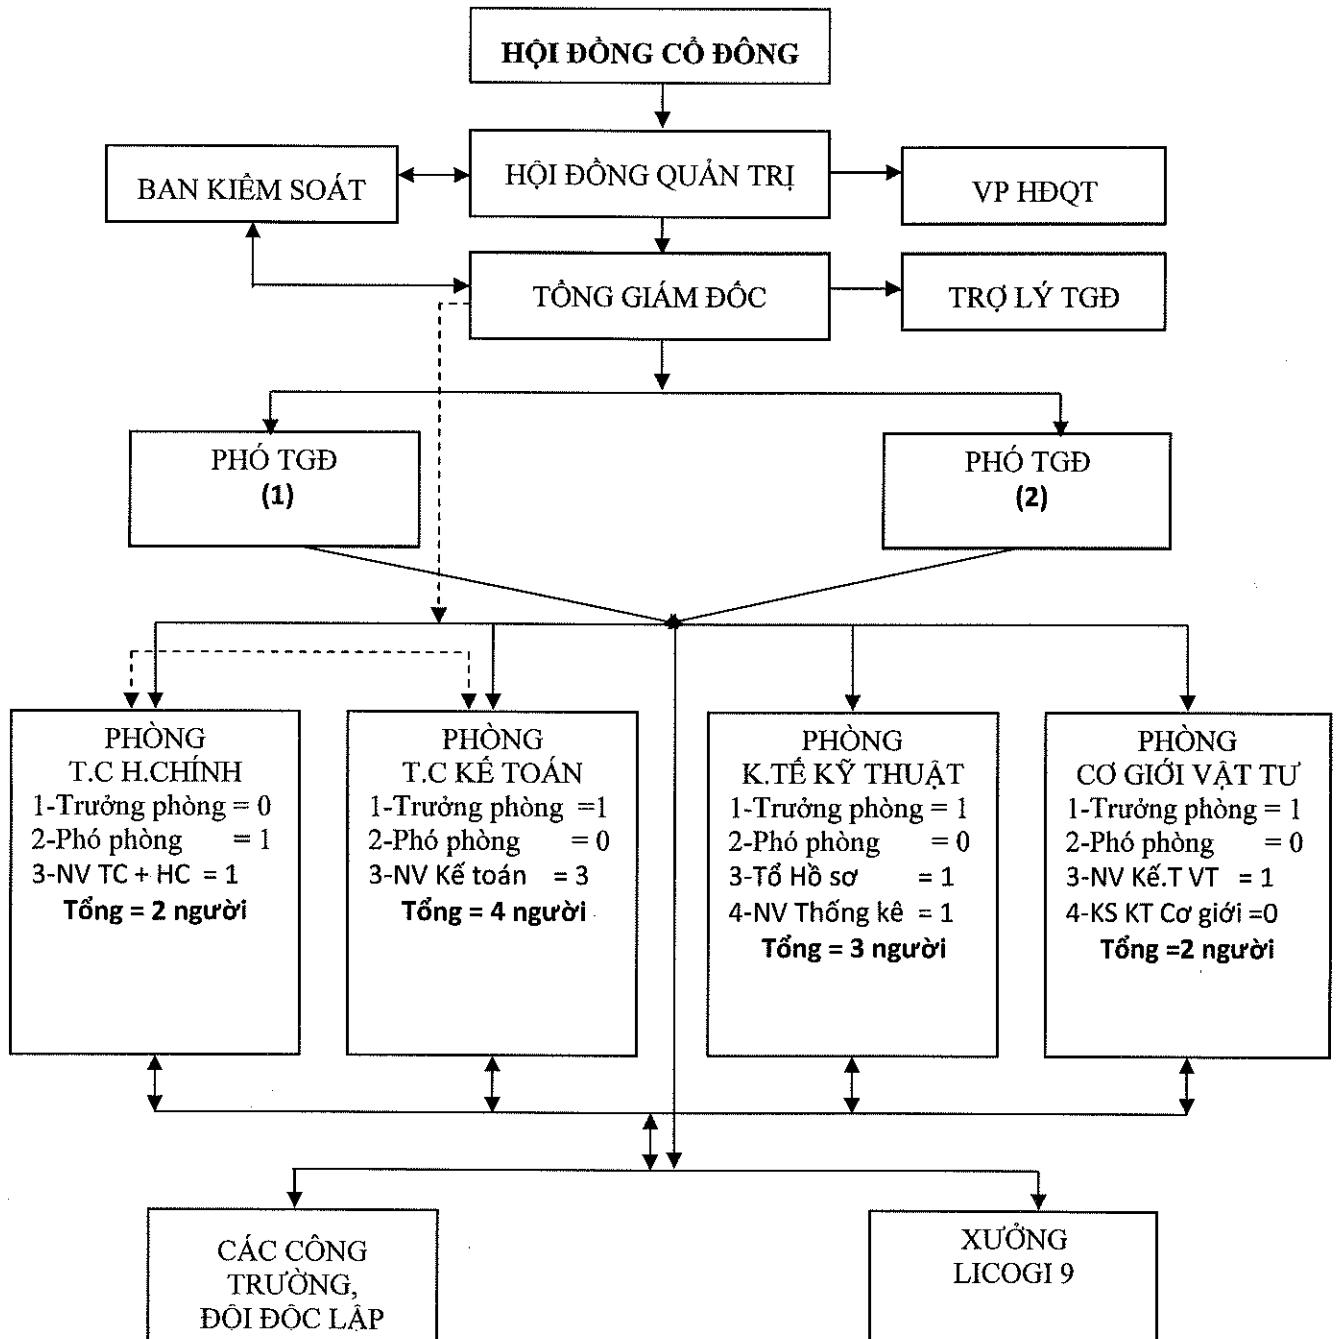 HỘI ĐỒNG CỔ ĐÔNG
HỘI ĐỒNG QUẢN TRỊ
BAN KIỂM SOÁT
VP HĐQT
TỔNG GIÁM ĐỐC
TRỢ LÝ TGĐ
PHÓ TGĐ
(1)
PHÓ TGĐ
(2)
PHÒNG
T.C H.CHÍNH
1-Trưởng phòng = 0
2-Phó phòng = 1
3-NV TC + HC = 1
Tổng = 2 người
PHÒNG
T.C KẾ TOÁN
1-Trưởng phòng =1
2-Phó phòng = 0
3-NV Kế toán = 3
Tổng = 4 người
PHÒNG
K.TẾ KỸ THUẬT
1-Trưởng phòng = 1
2-Phó phòng = 0
3-Tổ Hồ sơ = 1
4-NV Thống kê = 1
Tổng = 3 người
PHÒNG
CƠ GIỚI VẬT TƯ
1-Trưởng phòng = 1
2-Phó phòng = 0
3-NV Kế.T VT = 1
4-KS KT Cơ giới =0
Tổng =2 người
CÁC CÔNG
TRƯỜNG,
ĐỘI ĐỘC LẬP
XƯỞNG
LICOGI 9